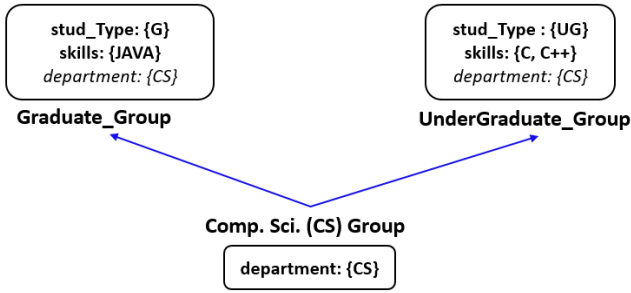 stud_Type: {G}
skills: {JAVA}
department: {CS}
Graduate_Group
stud_Type : {UG}
skills: {C, C++}
department: {CS}
UnderGraduate_Group
Comp. Sci. (CS) Group
department: {CS}